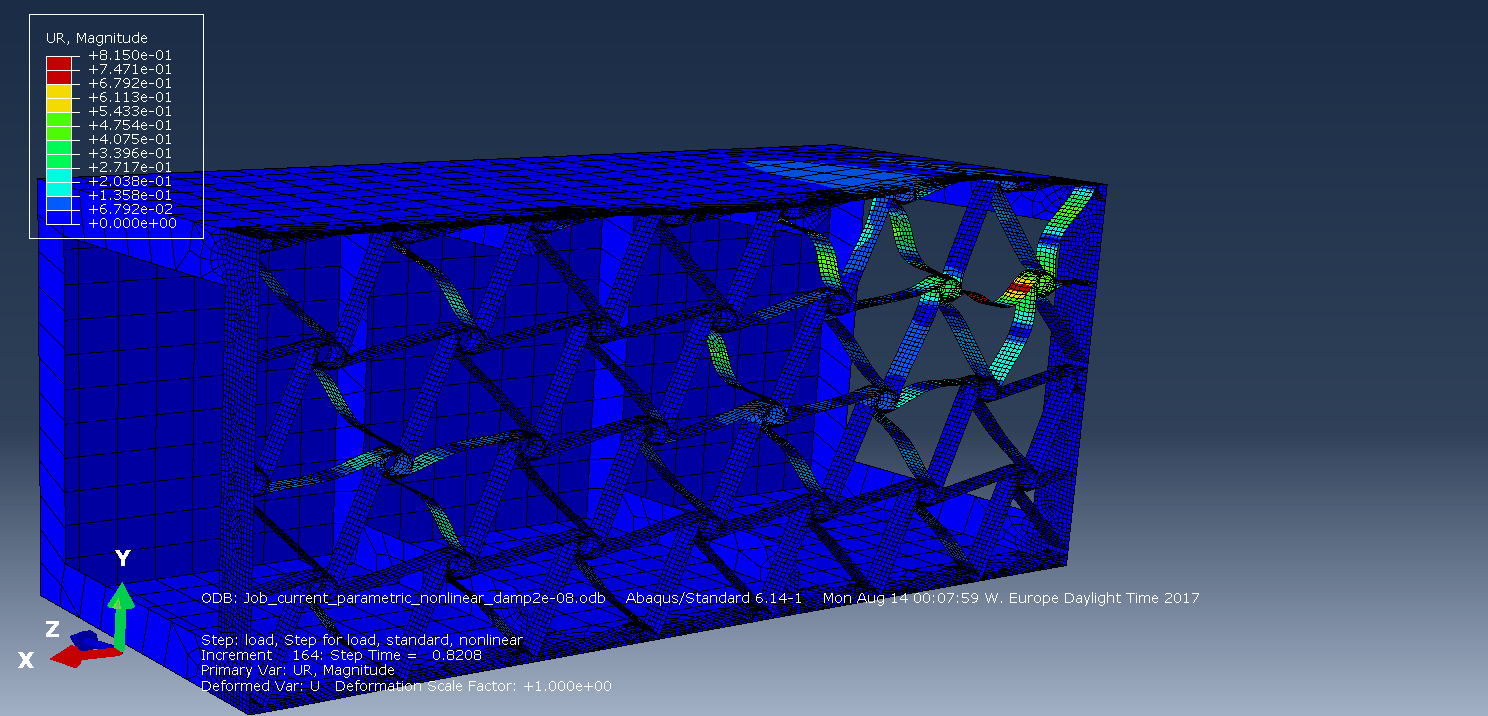 UR, Magnitude
+8.150e-01
+7.471e-01
+6.792e-01
+6.113e-01
+5.433e-01
+4.754e-01
+4.075e-01
+3.396e-01
+2.717e-01
+2.038e-01
+1.358e-01
+6.792e-02
+0.000e+00
Y
Z
X
ODB: Job_current_parametric_nonlinear_damp2e-08.odb Abaqus/Standard 6.14-1 Mon Aug 14 00:07:59 W. Europe Daylight Time 2017
Step: load, Step for load, standard, nonlinear
Increment 164: Step Time = 0.8208
Primary Var: UR, Magnitude
Deformed Var: U Deformation Scale Factor: +1.000e+00